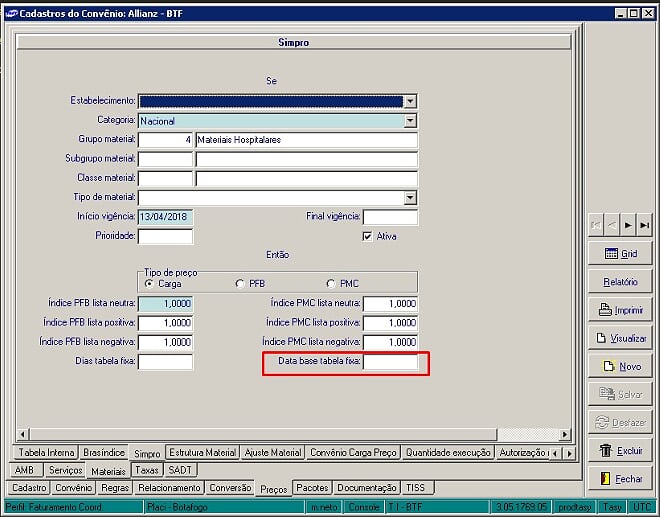 Cadastros do Convênio: Allianz - BTF
Simpro
Se
Estabelecimento:
Categoria: Nacional
Grupo material: 4 Materiais Hospitalares
Subgrupo material:
Classe material:
Tipo de material:
Início vigência: 13/04/2018 Final vigência:
Prioridade: Ativa
Então
Tipo de preço
Carga PFB PMC
Índice PFB lista neutra: 1,0000 Índice PMC lista neutra: 1,0000
Índice PFB lista positiva: 1,0000 Índice PMC lista positiva: 1,0000
Índice PFB lista negativa: 1,0000 Índice PMC lista negativa: 1,0000
Dias tabela fixa: Data base tabela fixa:
Grid
Relatório
Imprimir
Visualizar
Novo
Salvar
Desfazer
Excluir
Fechar
Tabela Interna Brasíndice Simpro Estrutura Material Ajuste Material Convênio Carga Preço Quantidade execução Autorização
AMB Serviços Materiais Taxas SADT
Cadastro Convênio Regras Relacionamento Conversão Preços Pacotes Documentação TISS
Perfil: Faturamento Coord. Placi - Botafogo m.neto Console T I - BTF 3.05.1769.05 prodtasy Tasy UTC